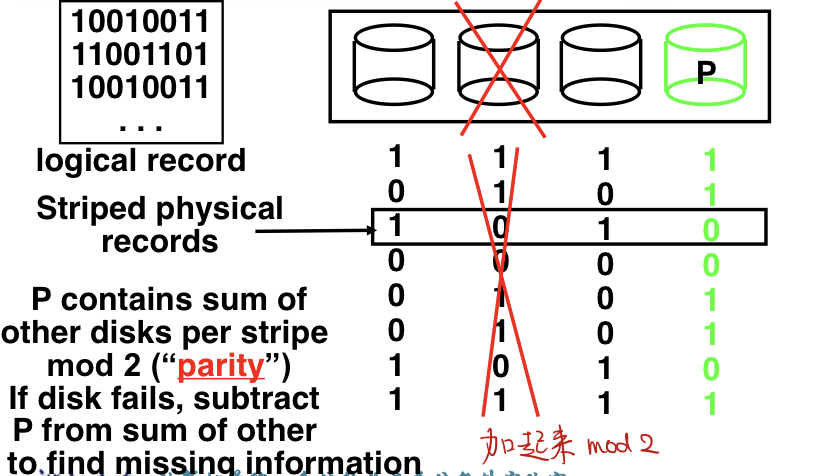 10010011
11001101
10010011
. . .
P
logical record
1 1 1 1
0 1 0 1
Striped physical
records
1 0 1 0
0 0 0 0
P contains sum of
0 1 0 1
other disks per stripe
0 1 0 1
mod 2 (“parity”)
1 0 1 0
If disk fails, subtract
1 1 1 1
P from sum of other
to find missing information
加起来 mod 2